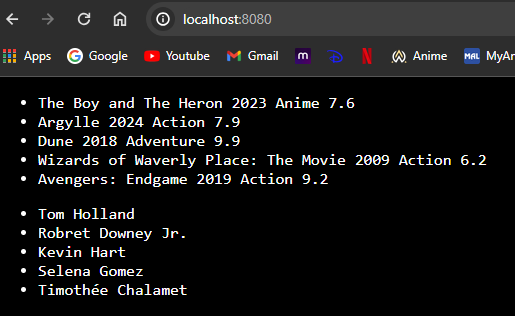 localhost:8080
Apps Google YouTube Gmail m N Anime MAL MyAr
The Boy and The Heron 2023 Anime 7.6
Argylle 2024 Action 7.9
Dune 2018 Adventure 9.9
Wizards of Waverly Place: The Movie 2009 Action 6.2
Avengers: Endgame 2019 Action 9.2
Tom Holland
Robret Downey Jr.
Kevin Hart
Selena Gomez
Timothée Chalamet